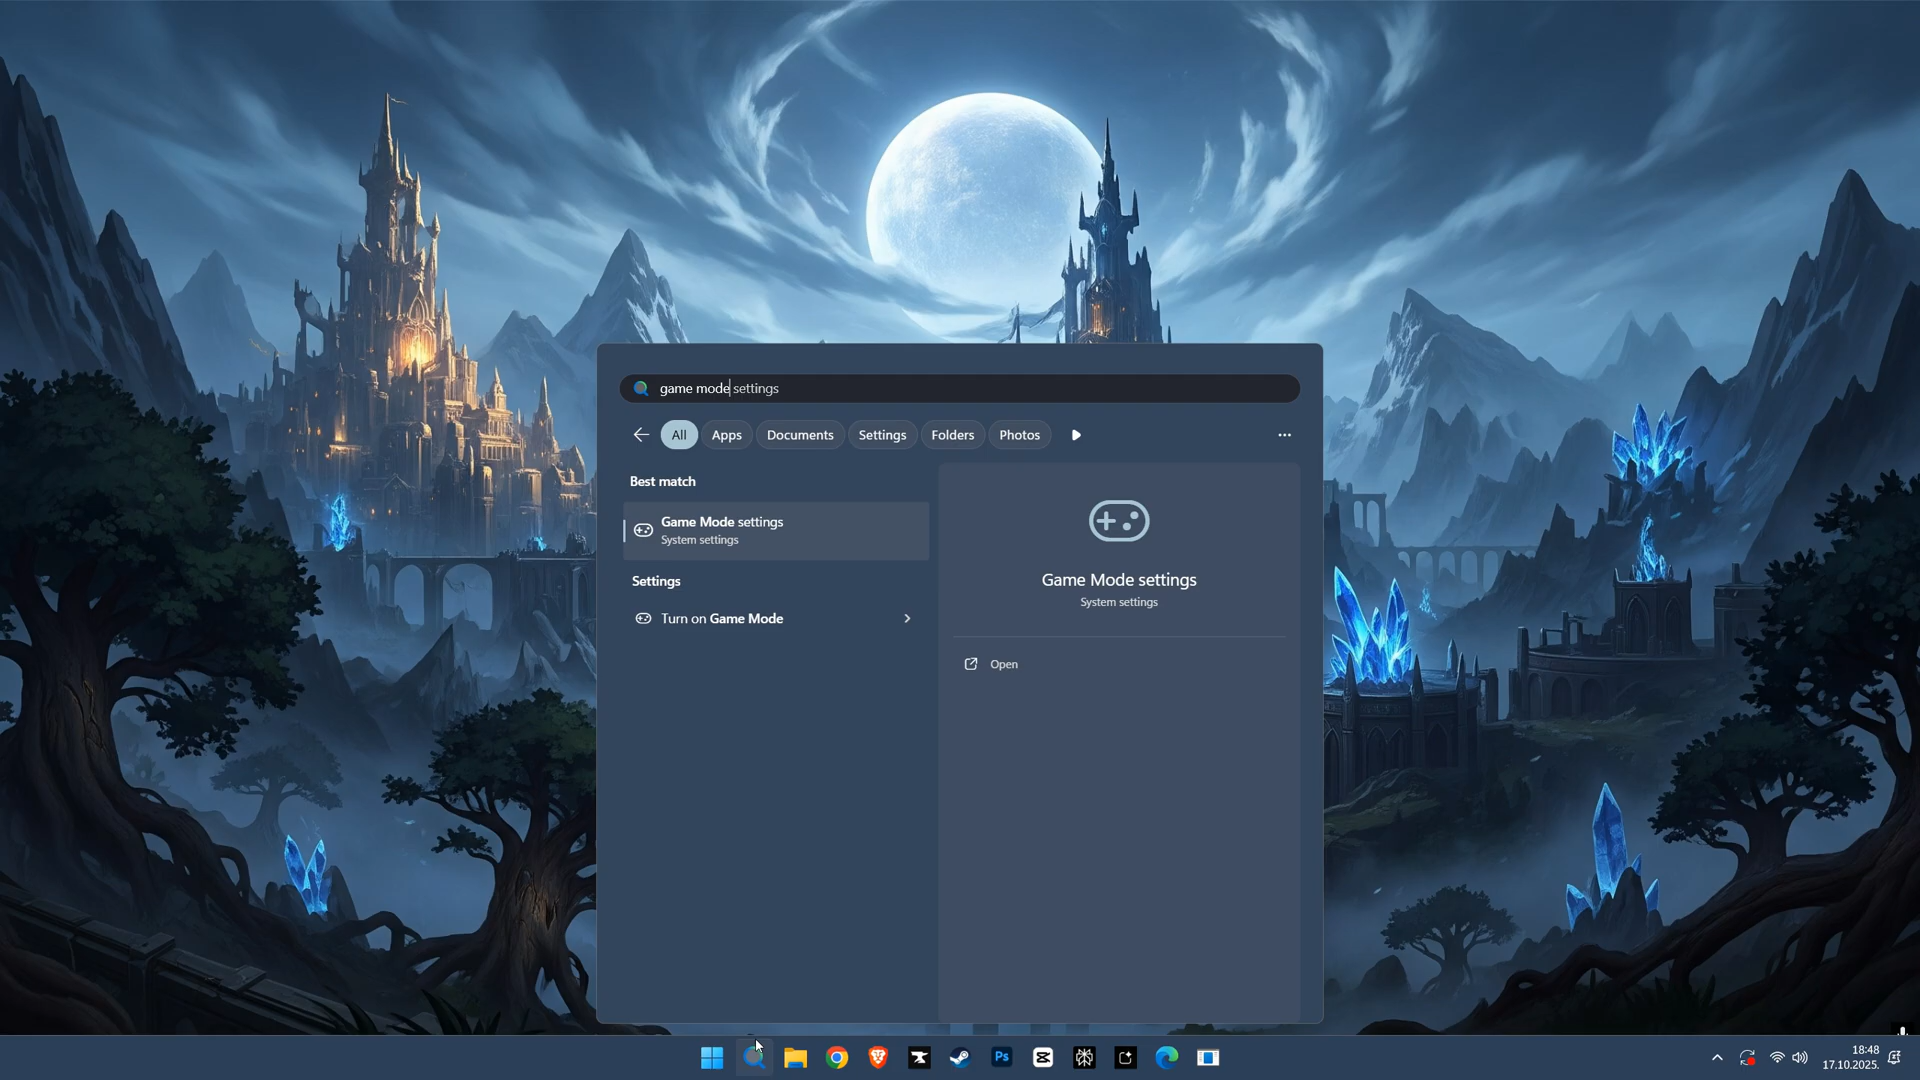 game mode settings
All Apps Documents Settings Folders Photos
Best match
Game Mode settings
System settings
Settings
Turn on Game Mode
Game Mode settings
System settings
Open
Ps
18:48
17.10.2025.